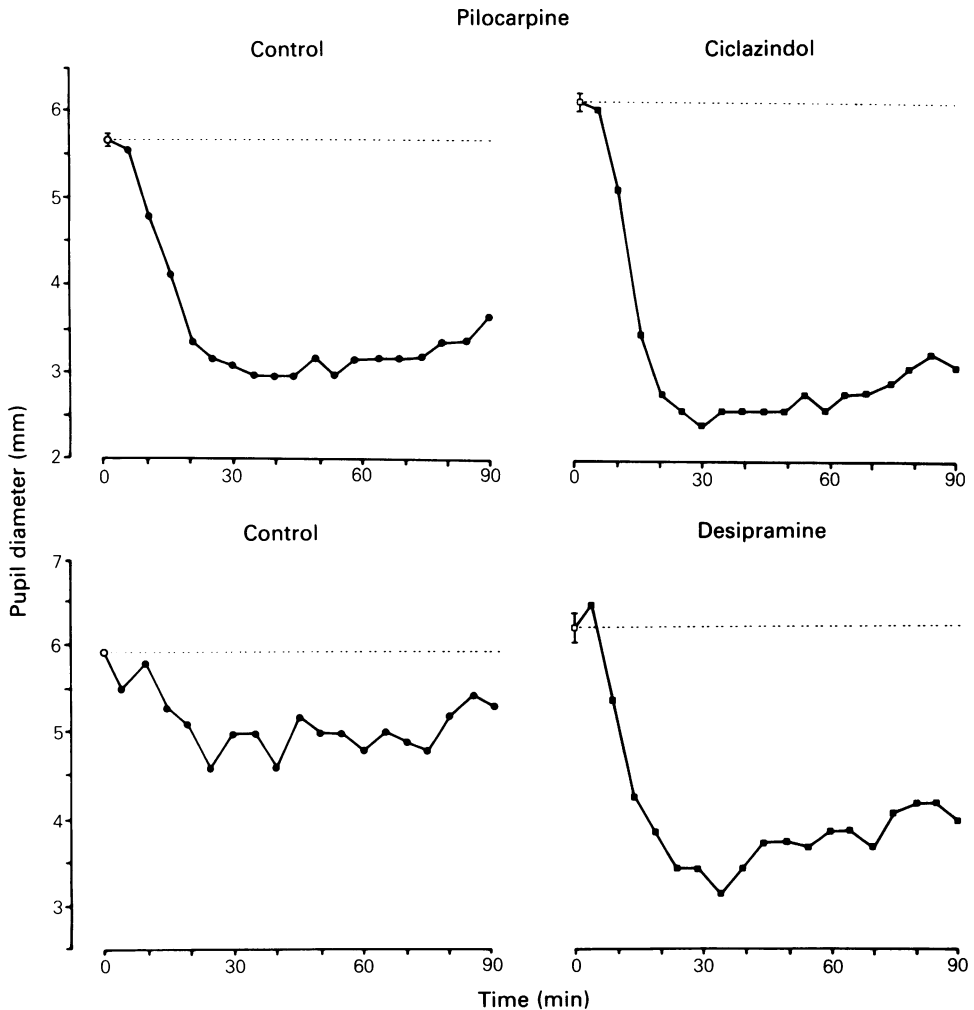 Pilocarpine
Control
Ciclazindol
6
5
4
3
2
0 30 60 90
0 30 60 90
Pupil diameter (mm)
Control
Desipramine
7
6
5
4
3
0 30 60 90
0 30 60 90
Time (min)